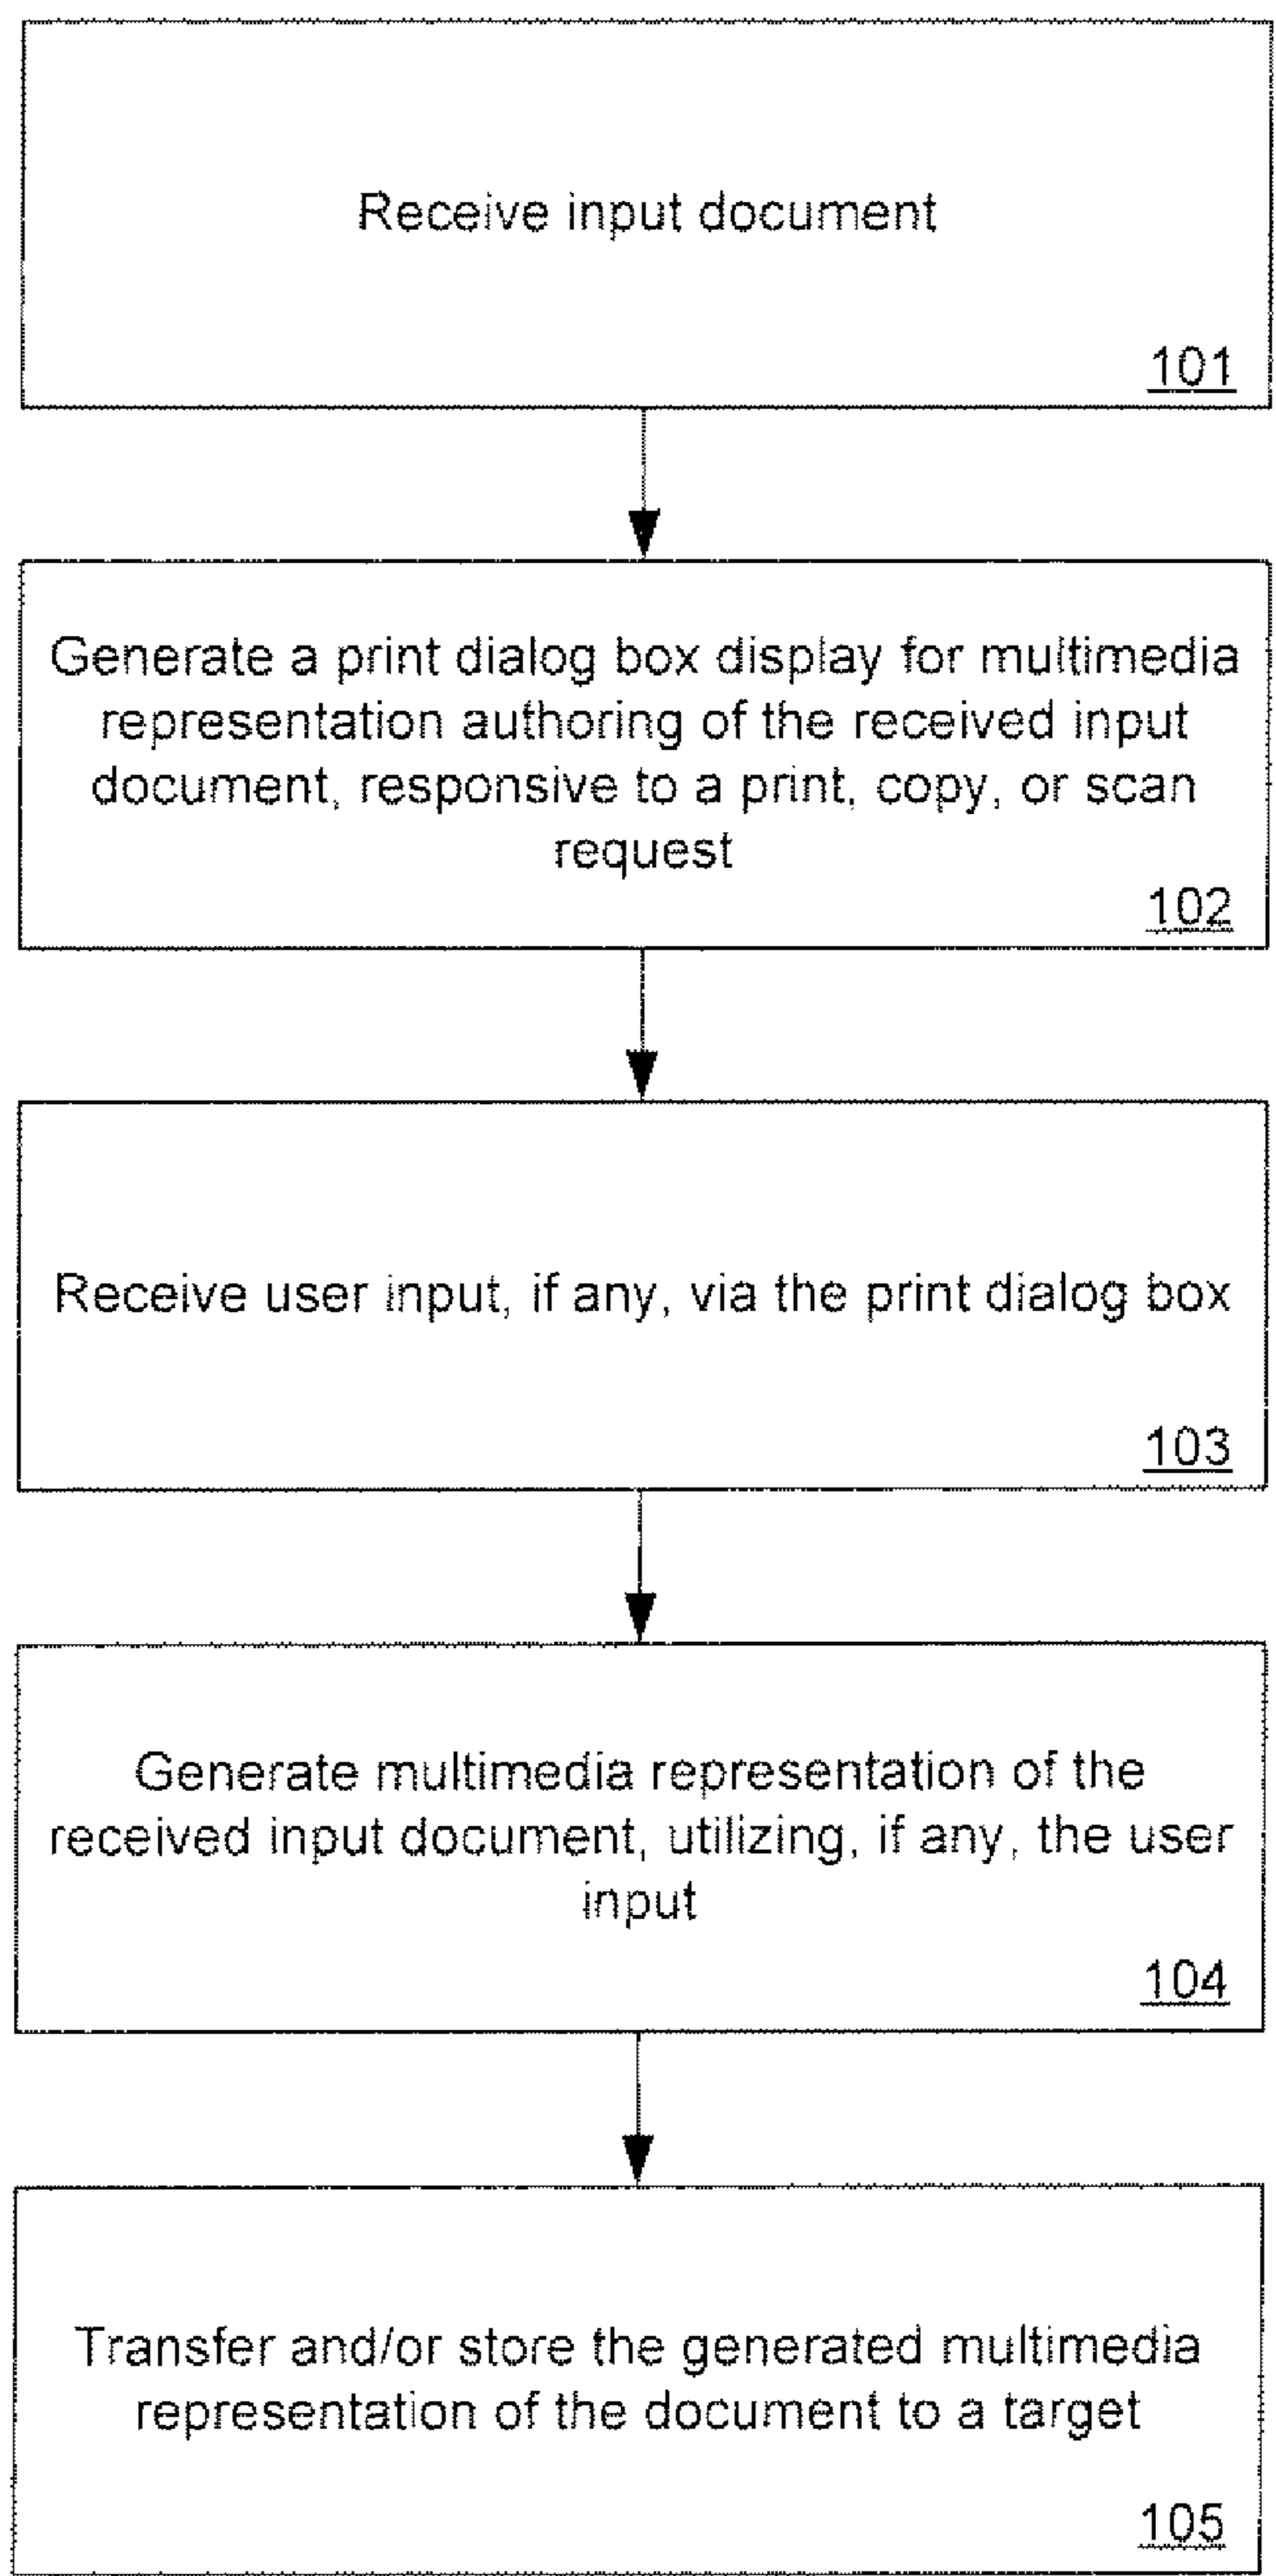 Receive input document
101
Generate a print dialog box display for multimedia
representation authoring of the received input
document, responsive to a print, copy, or scan
request
102
Receive user input, if any, via the print dialog box
103
Generate multimedia representation of the
received input document, utilizing, if any, the user
input
104
Transfer and/or store the generated multimedia
representation of the document to a target
105